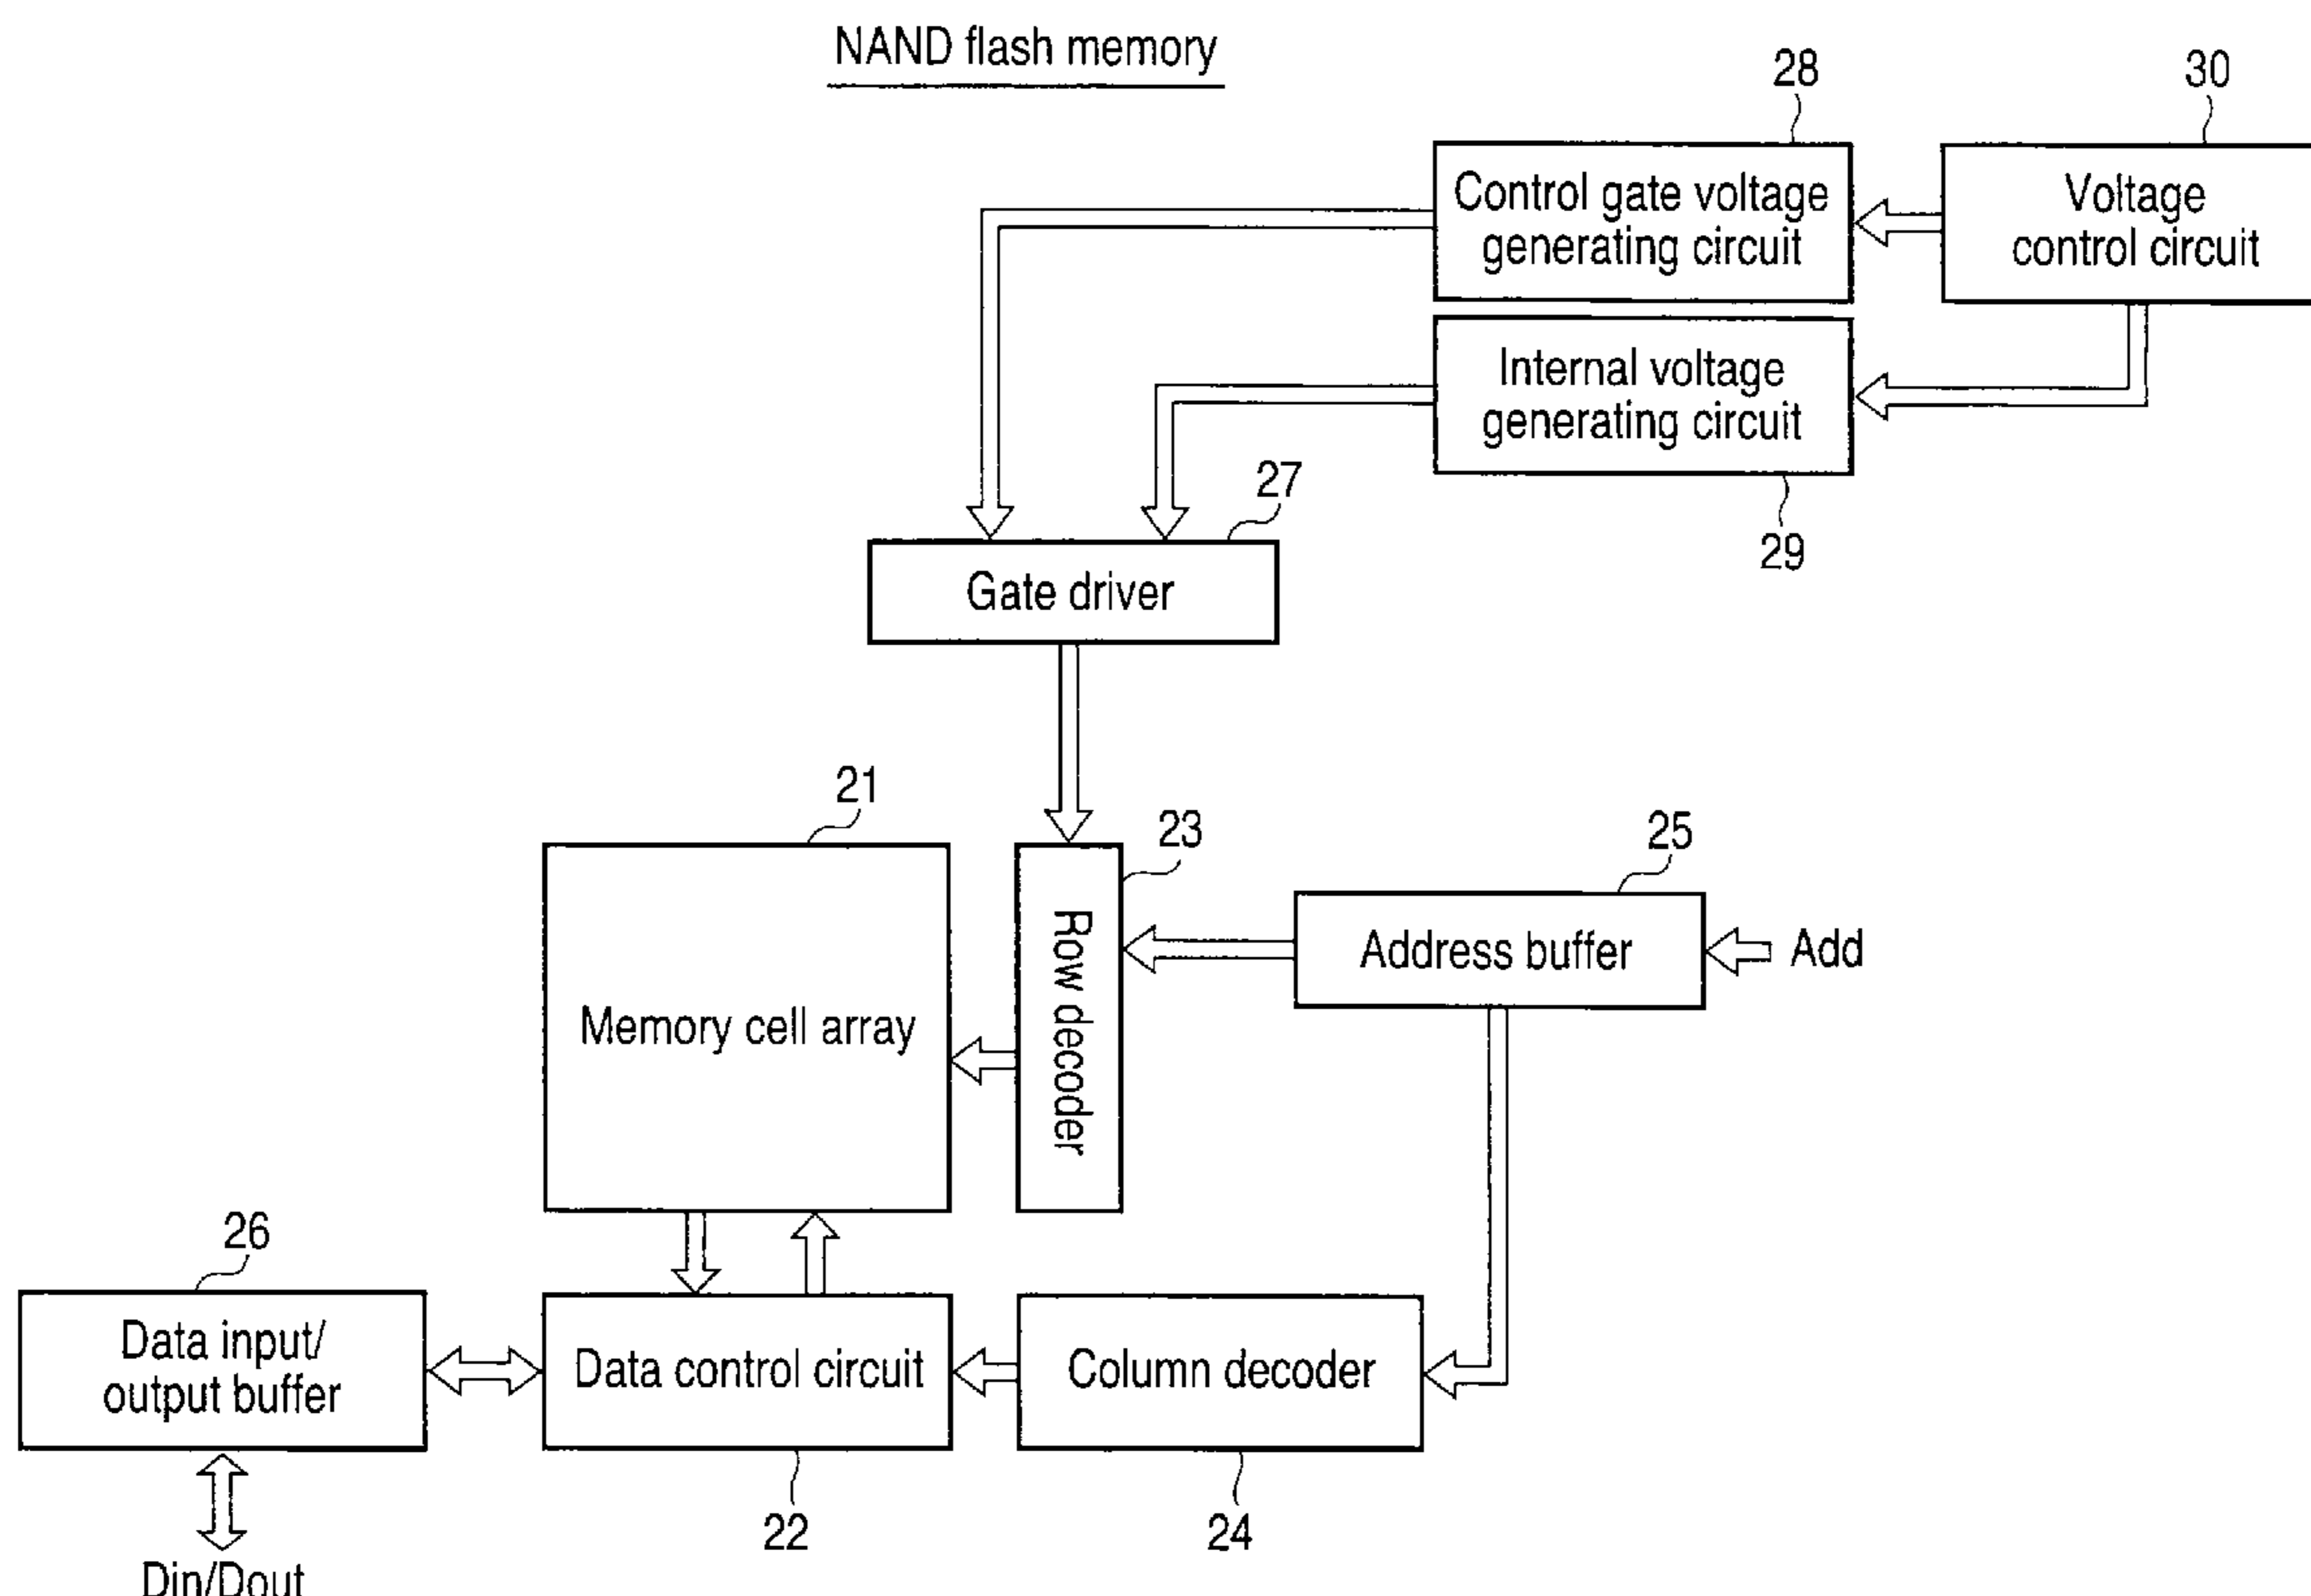 NAND flash memory
28
30
Control gate voltage
generating circuit
Voltage
control circuit
Internal voltage
generating circuit
27
29
Gate driver
21
23
25
Memory cell array
Row decoder
Address buffer
Add
26
Data input/
output buffer
Data control circuit
Column decoder
22
24
Din/Dout